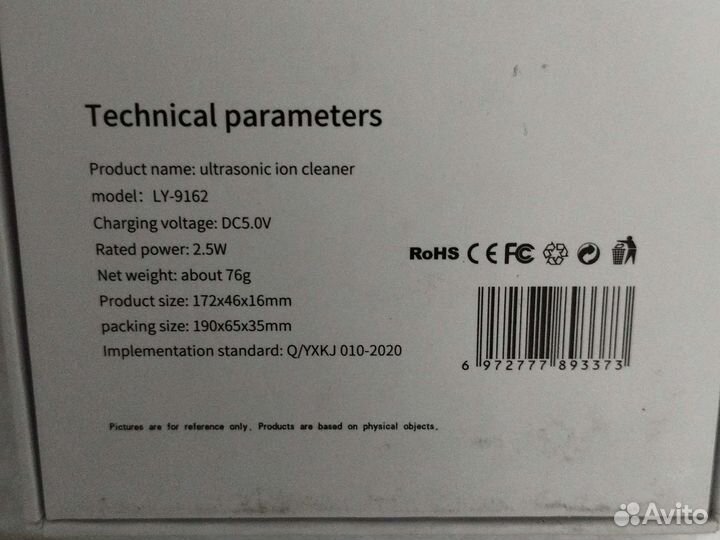 Technical parameters
Product name: ultrasonic ion cleaner
model: LY-9162
Charging voltage: DC5.0V
Rated power: 2.5W
Net weight: about 76g
Product size: 172x46x16mm
packing size: 190x65x35mm
Implementation standard: Q/YXKJ 010-2020
RoHS CE FC
6 972777 893373
Pictures are for reference only. Products are based on physical objects.
Avito